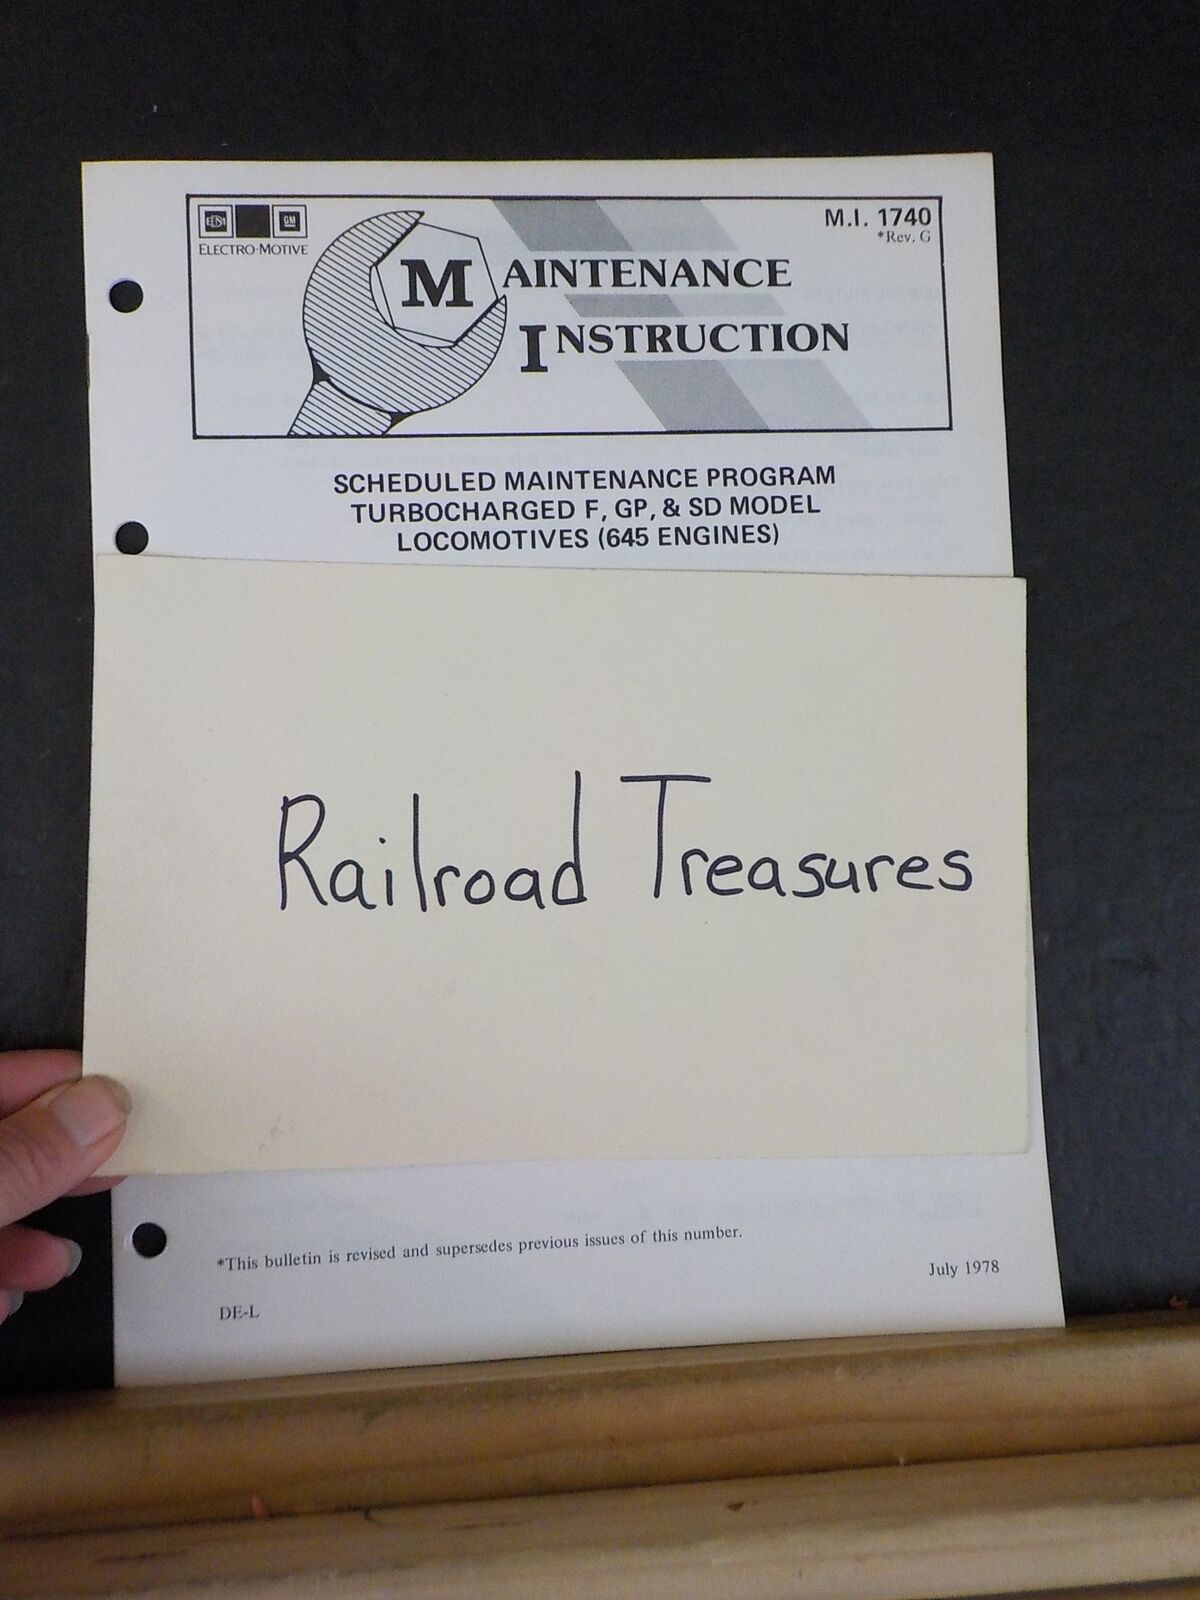 EMD
GM
ELECTRO-MOTIVE
M.I. 1740
*Rev. G
MAINTENANCE
INSTRUCTION
SCHEDULED MAINTENANCE PROGRAM
TURBOCHARGED F, GP, & SD MODEL
LOCOMOTIVES (645 ENGINES)
Railroad Treasures
*This bulletin is revised and supersedes previous issues of this number.
July 1978
DE-L